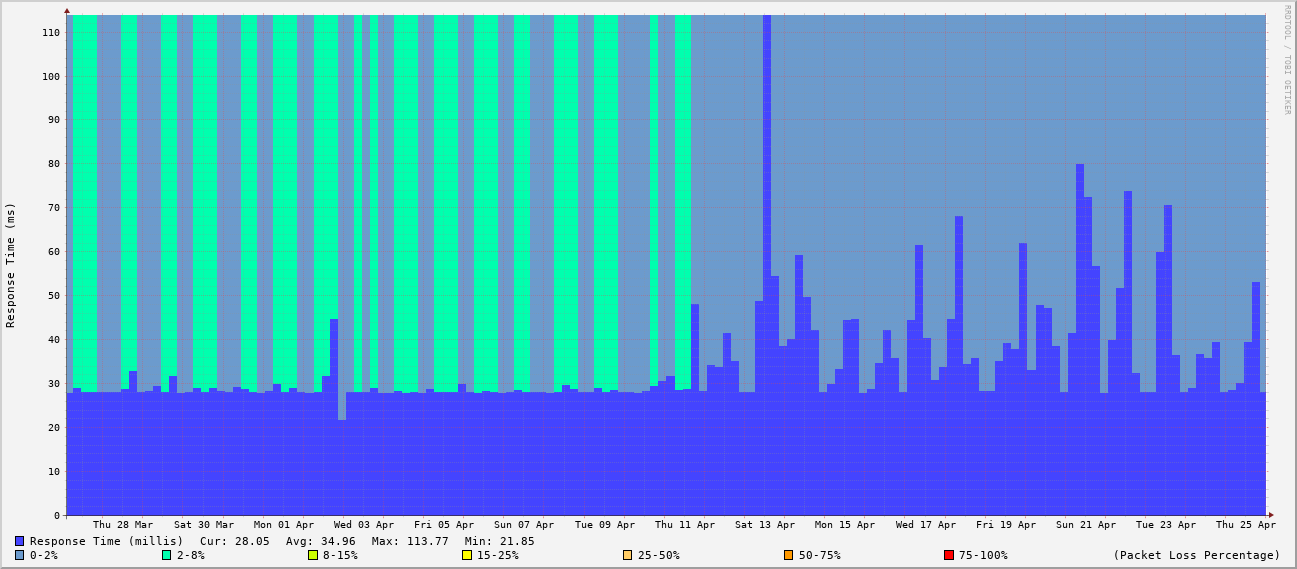 RRDTOOL / TOBI OETIKER
Response Time (ms)
110
100
90
80
70
60
50
40
30
20
10
0
Thu 28 Mar Sat 30 Mar Mon 01 Apr Wed 03 Apr Fri 05 Apr Sun 07 Apr Tue 09 Apr Thu 11 Apr Sat 13 Apr Mon 15 Apr Wed 17 Apr Fri 19 Apr Sun 21 Apr Tue 23 Apr Thu 25 Apr
Response Time (millis) Cur: 28.05 Avg: 34.96 Max: 113.77 Min: 21.85
0-2% 2-8% 8-15% 15-25% 25-50% 50-75% 75-100% (Packet Loss Percentage)